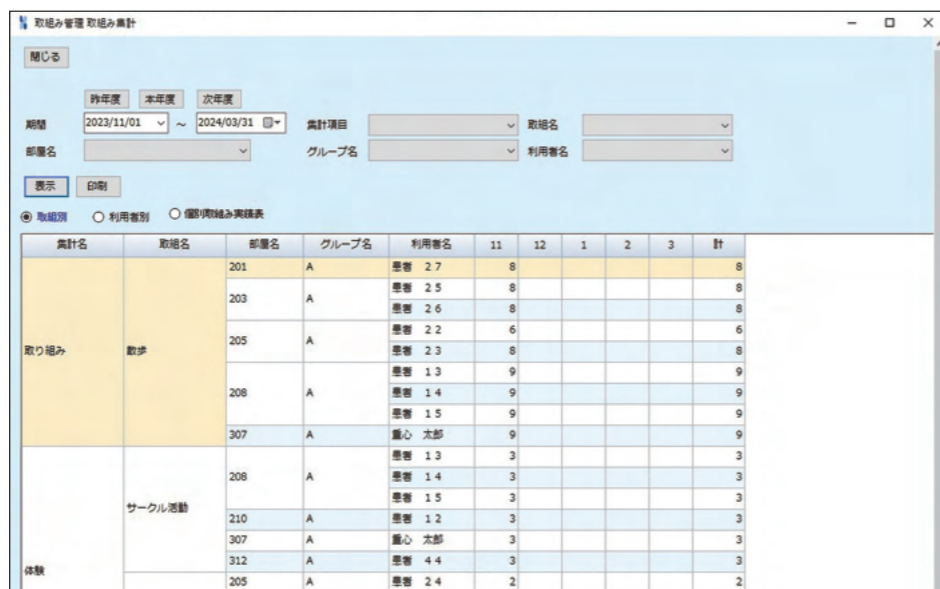 取組み管理 取組み集計
閉じる
昨年度 本年度 次年度
期間 2023/11/01 ～ 2024/03/31 集計項目 取組名
部屋名 グループ名 利用者名
表示 印刷
取組別 利用者別 個別取組み実績表
集計名 取組名 部屋名 グループ名 利用者名 11 12 1 2 3 計
201 A 患者 27 8 8
患者 25 8 8
203 A
患者 26 8 8
患者 22 6 6
205 A
取り組み 散歩 患者 23 8 8
患者 13 9 9
208 A 患者 14 9 9
患者 15 9 9
307 A 重心 太郎 9 9
患者 13 3 3
208 A 患者 14 3 3
患者 15 3 3
サークル活動
210 A 患者 12 3 3
307 A 重心 太郎 3 3
312 A 患者 44 3 3
体験
205 A 患者 24 2 2